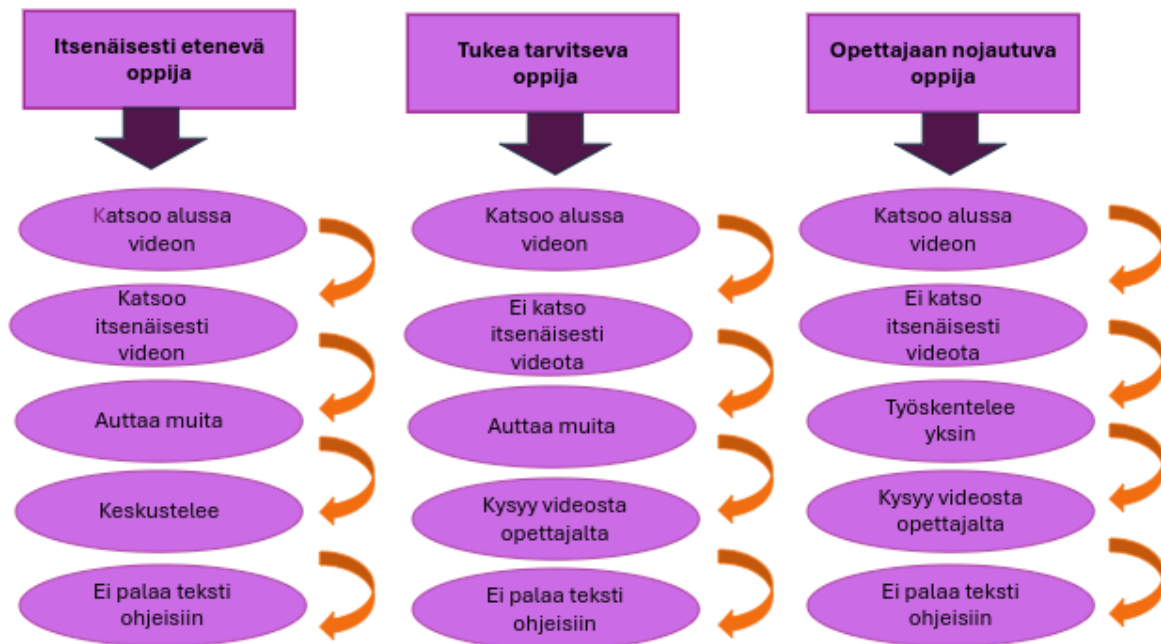 Itsenäisesti etenevä
oppija
Katsoo alussa
videon
Katsoo
itsenäisesti
videon
Auttaa muita
Keskustelee
Ei palaa teksti
ohjeisiin
Tukea tarvitseva
oppija
Katsoo alussa
videon
Ei katso
itsenäisesti
videota
Auttaa muita
Kysyy videosta
opettajalta
Ei palaa teksti
ohjeisiin
Opettajaan nojautuva
oppija
Katsoo alussa
videon
Ei katso
itsenäisesti
videota
Työskentelee
yksin
Kysyy videosta
opettajalta
Ei palaa teksti
ohjeisiin